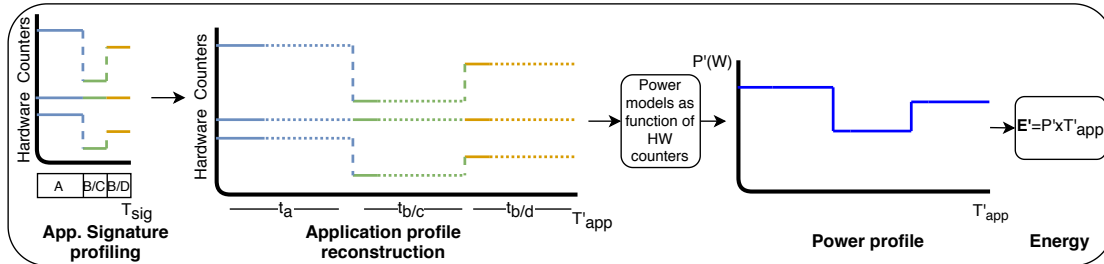 Hardware Counters
A B/C B/D
T_sig
App. Signature
profiling
Hardware Counters
t_a t_b/c t_b/d T'_app
Application profile
reconstruction
Power
models as
function of
HW
counters
P'(W)
T'_app
Power profile
E'=P'xT'_app
Energy